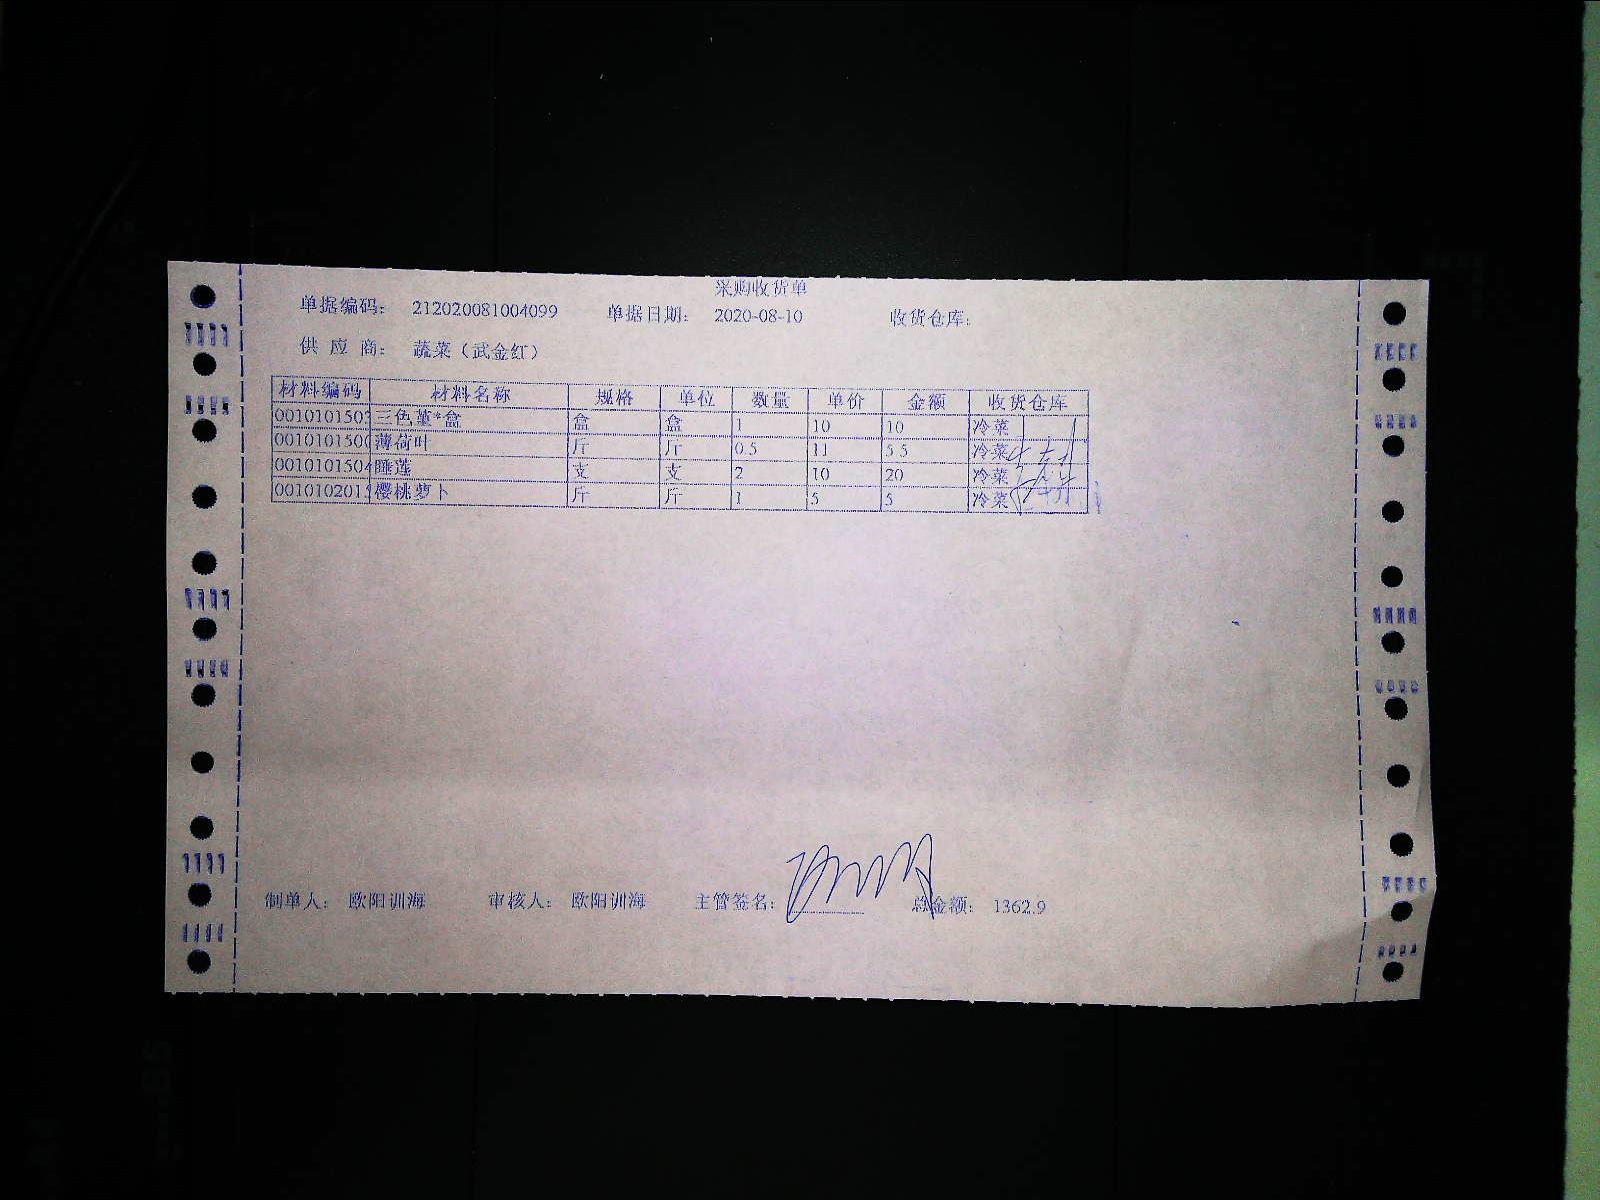 采购收货单
单据编码: 212020081004099 单据日期: 2020-08-10 收货仓库:
供 应 商: 蔬菜（武金红）
材料编码 材料名称 规格 单位 数量 单价 金额 收货仓库
0010101503 三色堇*盒 盒 盒 1 10 10 冷菜
001010150 薄荷叶 斤 斤 0.5 11 5.5 冷菜
001010150 睡莲 支 支 2 10 20 冷菜
001010201 樱桃萝卜 斤 斤 1 5 5 冷菜
制单人: 欧阳训海 审核人: 欧阳训海 主管签名: 总金额: 1362.9